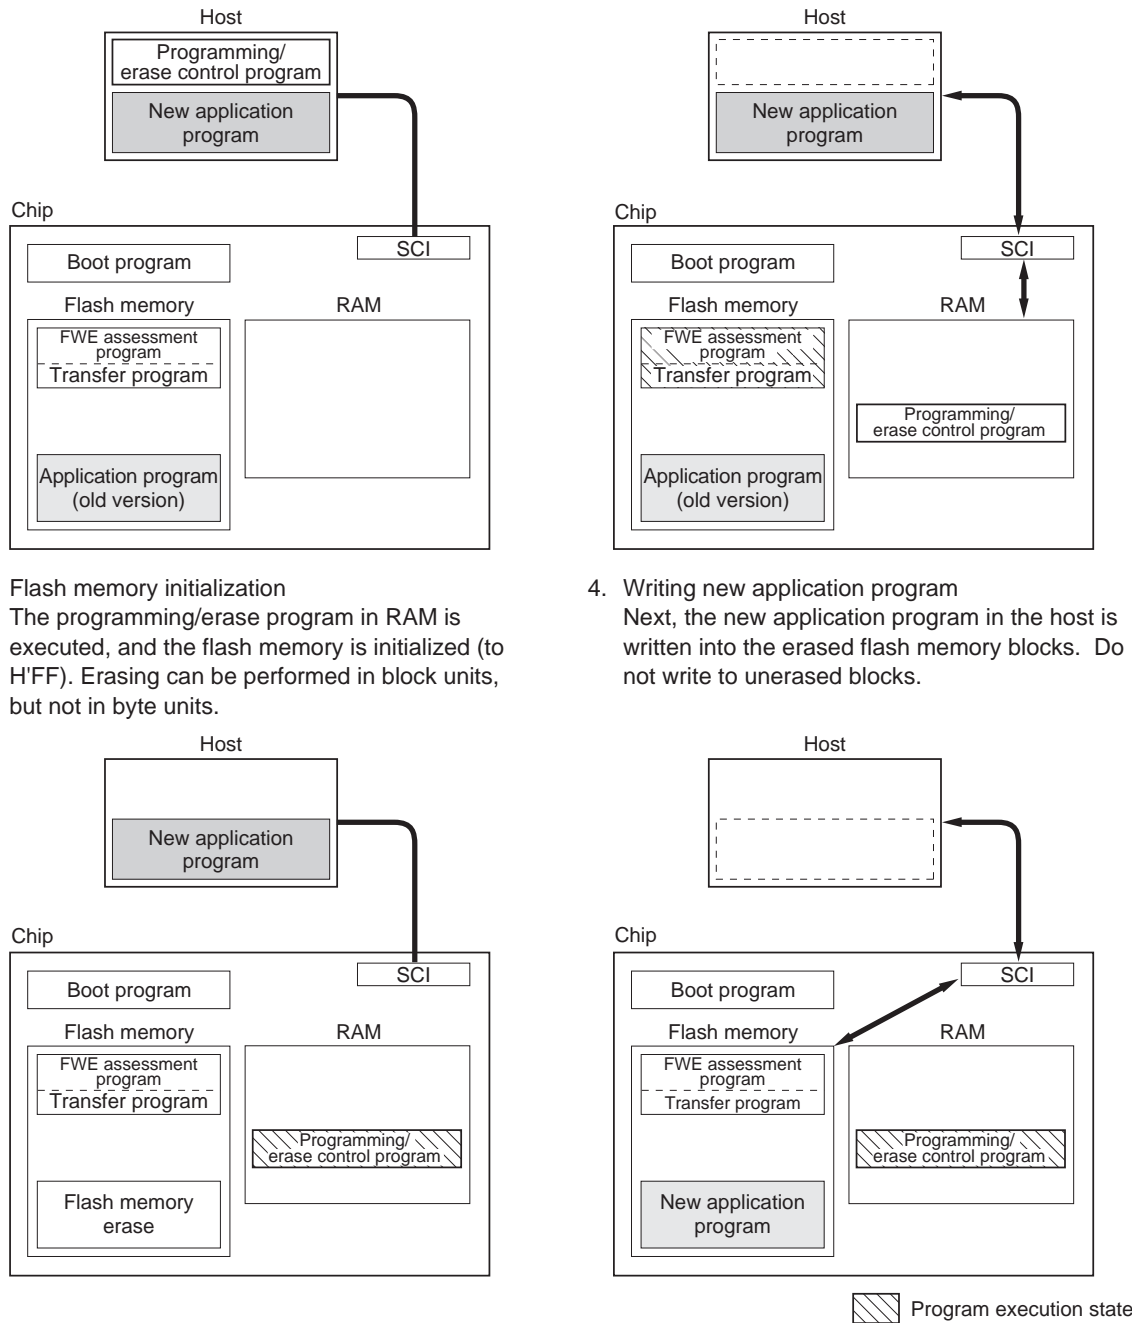 Host
Programming/
erase control program
New application
program
Chip
SCI
Boot program
Flash memory
RAM
FWE assessment
program
Transfer program
Application program
(old version)
Host
New application
program
Chip
SCI
Boot program
Flash memory
RAM
FWE assessment
program
Transfer program
Programming/
erase control program
Application program
(old version)
Flash memory initialization
The programming/erase program in RAM is
executed, and the flash memory is initialized (to
H'FF). Erasing can be performed in block units,
but not in byte units.
4. Writing new application program
Next, the new application program in the host is
written into the erased flash memory blocks. Do
not write to unerased blocks.
Host
New application
program
Chip
SCI
Boot program
Flash memory
RAM
FWE assessment
program
Transfer program
Programming/
erase control program
Flash memory
erase
Host
Chip
SCI
Boot program
Flash memory
RAM
FWE assessment
program
Transfer program
Programming/
erase control program
New application
program
Program execution state